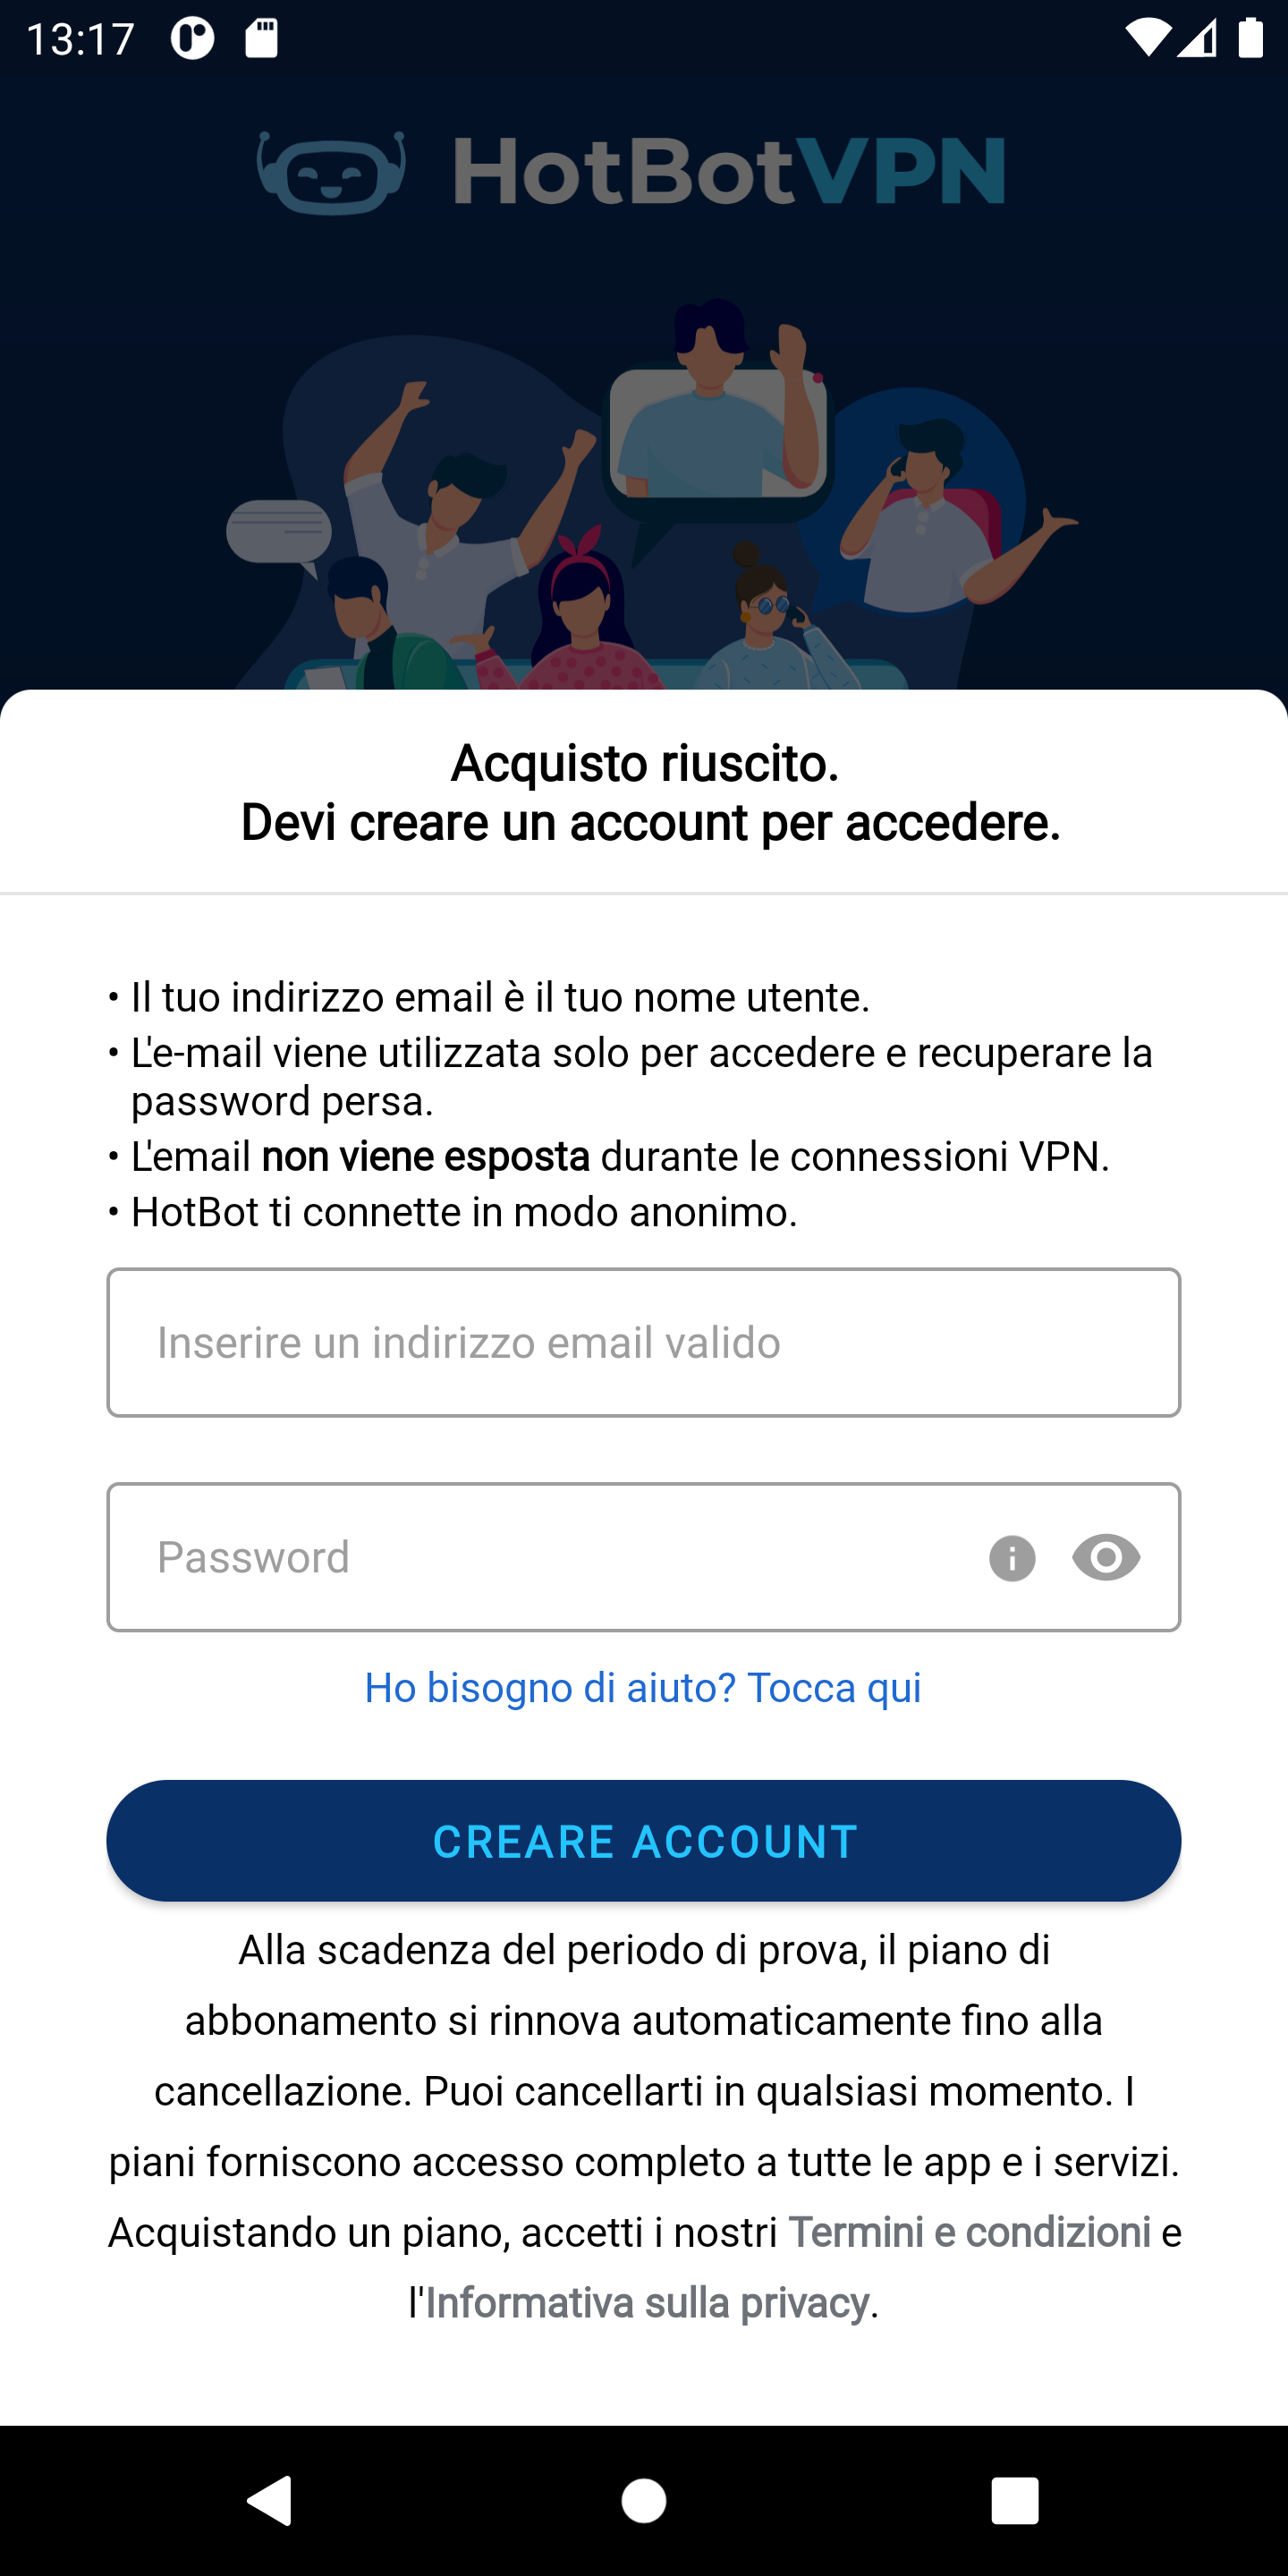 13:17
HotBotVPN
Acquisto riuscito.
Devi creare un account per accedere.
• Il tuo indirizzo email è il tuo nome utente.
• L'e-mail viene utilizzata solo per accedere e recuperare la
password persa.
• L'email non viene esposta durante le connessioni VPN.
• HotBot ti connette in modo anonimo.
Inserire un indirizzo email valido
Password
Ho bisogno di aiuto? Tocca qui
CREARE ACCOUNT
Alla scadenza del periodo di prova, il piano di
abbonamento si rinnova automaticamente fino alla
cancellazione. Puoi cancellarti in qualsiasi momento. I
piani forniscono accesso completo a tutte le app e i servizi.
Acquistando un piano, accetti i nostri Termini e condizioni e
l'Informativa sulla privacy.